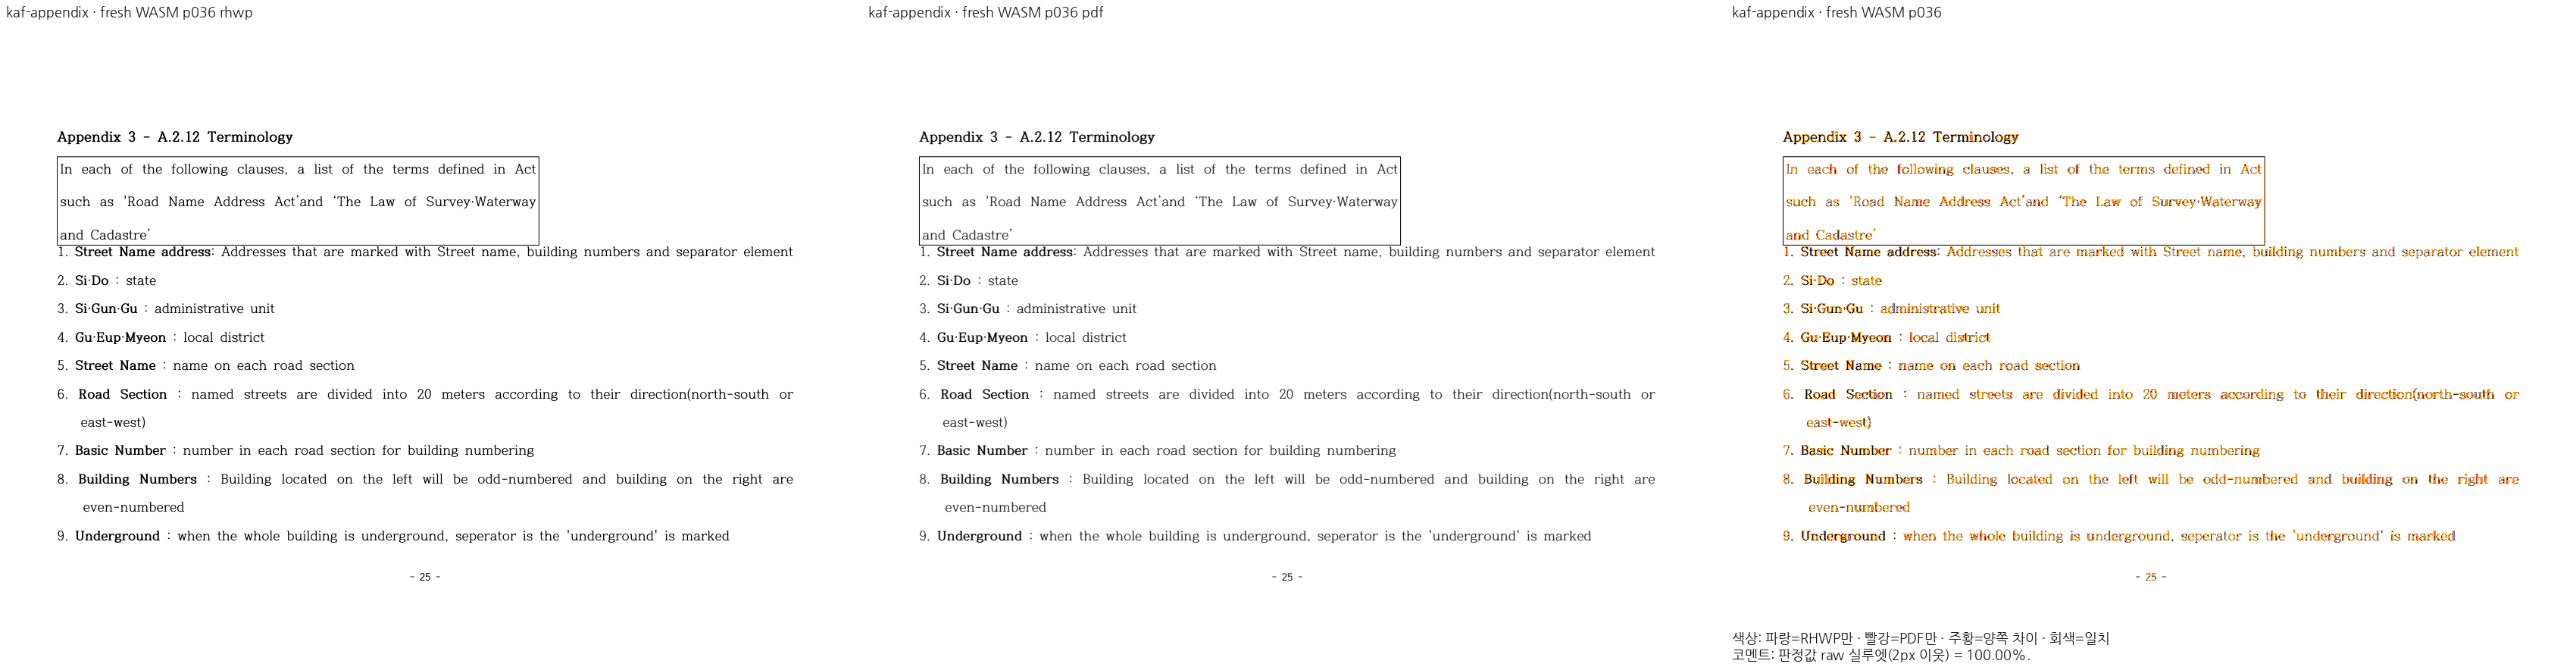 kaf-appendix · fresh WASM p036 rhwp
Appendix 3 - A.2.12 Terminology
In each of the following clauses, a list of the terms defined in Act
such as 'Road Name Address Act'and 'The Law of Survey·Waterway
and Cadastre'
1. Street Name address: Addresses that are marked with Street name, building numbers and separator element
2. Si·Do : state
3. Si·Gun·Gu : administrative unit
4. Gu·Eup·Myeon : local district
5. Street Name : name on each road section
6. Road Section : named streets are divided into 20 meters according to their direction(north-south or
east-west)
7. Basic Number : number in each road section for building numbering
8. Building Numbers : Building located on the left will be odd-numbered and building on the right are
even-numbered
9. Underground : when the whole building is underground, seperator is the 'underground' is marked
- 25 -
kaf-appendix · fresh WASM p036 pdf
Appendix 3 - A.2.12 Terminology
In each of the following clauses, a list of the terms defined in Act
such as 'Road Name Address Act'and 'The Law of Survey·Waterway
and Cadastre'
1. Street Name address: Addresses that are marked with Street name, building numbers and separator element
2. Si·Do : state
3. Si·Gun·Gu : administrative unit
4. Gu·Eup·Myeon : local district
5. Street Name : name on each road section
6. Road Section : named streets are divided into 20 meters according to their direction(north-south or
east-west)
7. Basic Number : number in each road section for building numbering
8. Building Numbers : Building located on the left will be odd-numbered and building on the right are
even-numbered
9. Underground : when the whole building is underground, seperator is the 'underground' is marked
- 25 -
kaf-appendix · fresh WASM p036
Appendix 3 - A.2.12 Terminology
In each of the following clauses, a list of the terms defined in Act
such as 'Road Name Address Act'and 'The Law of Survey·Waterway
and Cadastre'
1. Street Name address: Addresses that are marked with Street name, building numbers and separator element
2. Si·Do : state
3. Si·Gun·Gu : administrative unit
4. Gu·Eup·Myeon : local district
5. Street Name : name on each road section
6. Road Section : named streets are divided into 20 meters according to their direction(north-south or
east-west)
7. Basic Number : number in each road section for building numbering
8. Building Numbers : Building located on the left will be odd-numbered and building on the right are
even-numbered
9. Underground : when the whole building is underground, seperator is the 'underground' is marked
- 25 -
색상: 파랑=RHWP만 · 빨강=PDF만 · 주황=양쪽 차이 · 회색=일치
코멘트: 판정값 raw 실루엣(2px 이웃) = 100.00%.